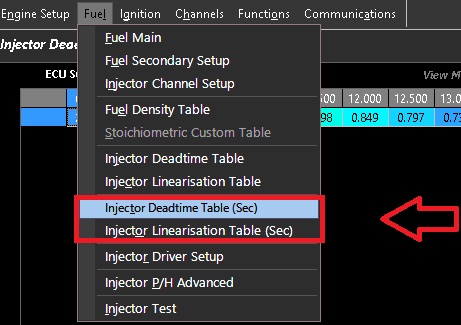 Engine Setup Fuel Ignition Channels Functions Communications
Injector Dead
Fuel Main
Fuel Secondary Setup
ECU S
View M
Injector Channel Setup
12.000 12.500 13.0
Fuel Density Table
98 0.849 0.797 0.73
Stoichiometric Custom Table
Injector Deadtime Table
Injector Linearisation Table
Injector Deadtime Table (Sec)
Injector Linearisation Table (Sec)
Injector Driver Setup
Injector P/H Advanced
Injector Test